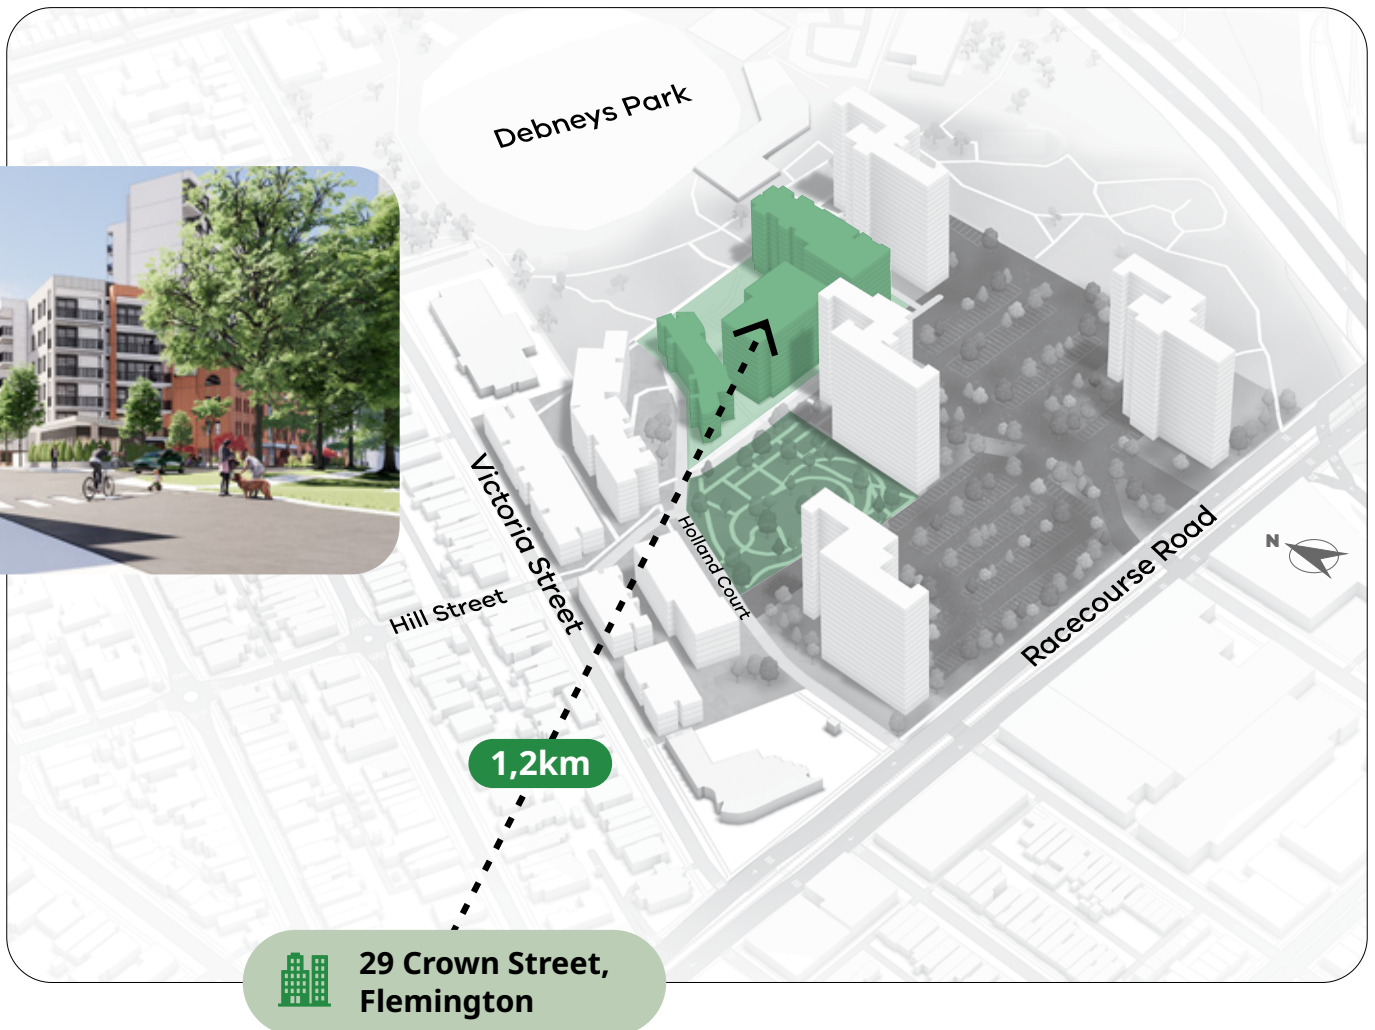 Debneys Park
Victoria Street
Holland Court
Hill Street
Racecourse Road
N
1,2km
29 Crown Street,
Flemington